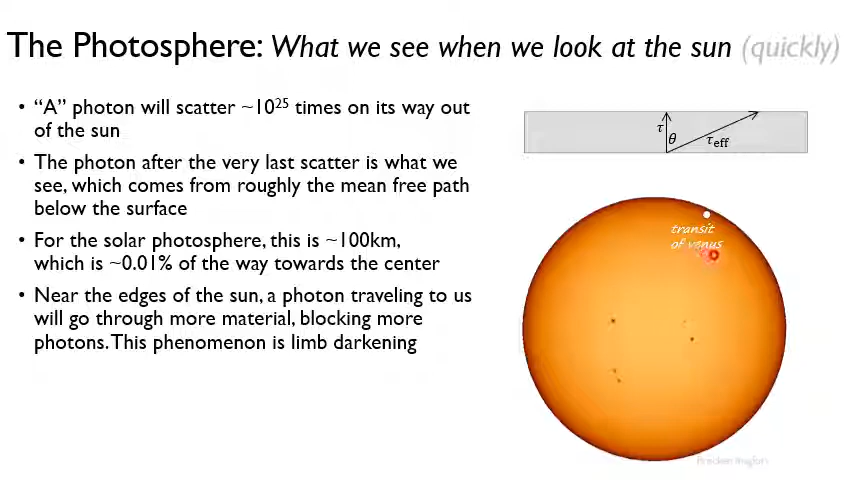 The Photosphere: What we see when we look at the sun (quickly)
• “A” photon will scatter ~10²⁵ times on its way out
of the sun
• The photon after the very last scatter is what we
see, which comes from roughly the mean free path
below the surface
• For the solar photosphere, this is ~100km,
which is ~0.01% of the way towards the center
• Near the edges of the sun, a photon traveling to us
will go through more material, blocking more
photons. This phenomenon is limb darkening
τ
θ
τeff
transit
of venus